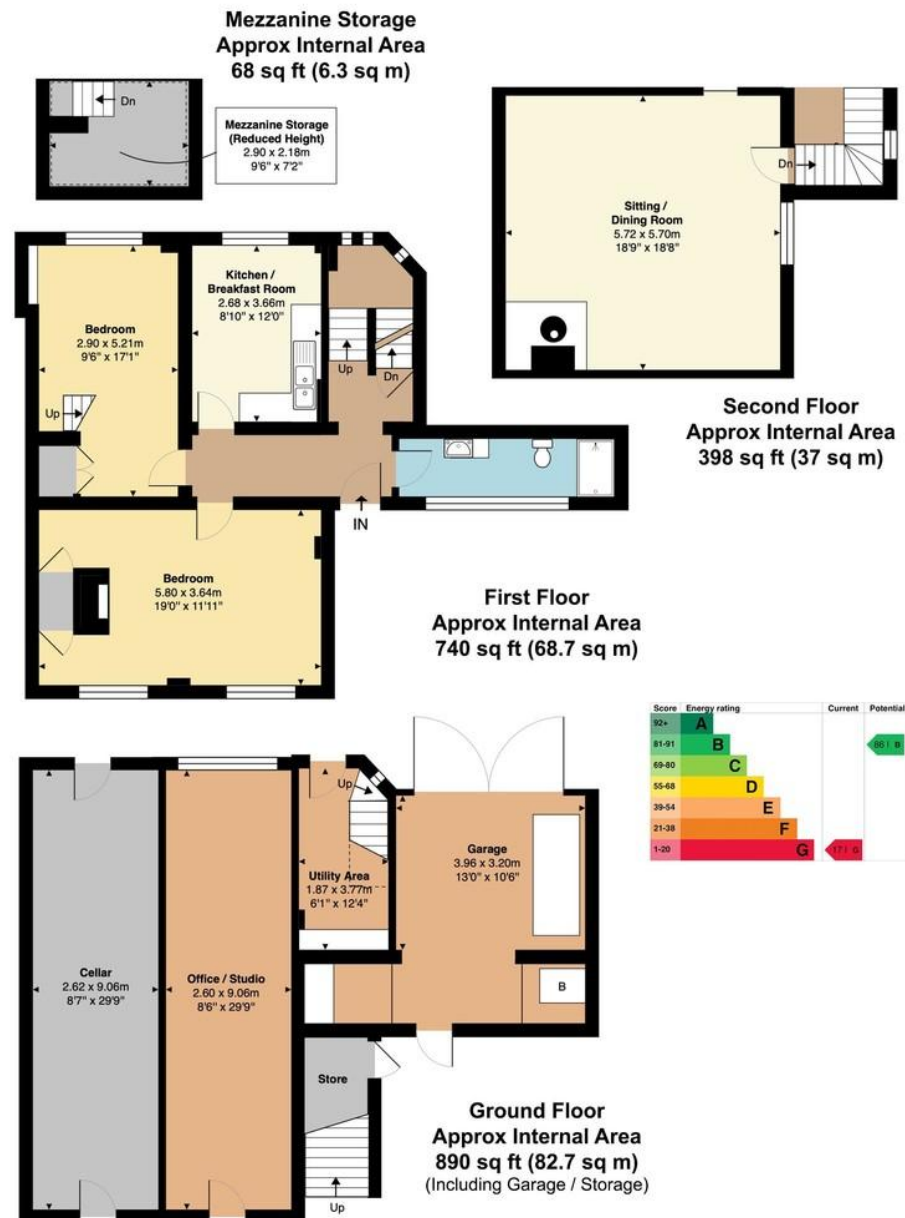 Mezzanine Storage
Approx Internal Area
68 sq ft (6.3 sq m)
Dn
Mezzanine Storage
(Reduced Height)
2.90 x 2.18m
9'6" x 7'2"
Dn
Sitting /
Dining Room
5.72 x 5.70m
18'9" x 18'8"
Second Floor
Approx Internal Area
398 sq ft (37 sq m)
Bedroom
2.90 x 5.21m
9'6" x 17'1"
Up
Kitchen /
Breakfast Room
2.68 x 3.66m
8'10" x 12'0"
Up
Dn
IN
Bedroom
5.80 x 3.64m
19'0" x 11'11"
First Floor
Approx Internal Area
740 sq ft (68.7 sq m)
Score Energy rating Current Potential
92+ A
81-91 B 86 | B
69-80 C
55-68 D
39-54 E
21-38 F
1-20 G 17 | G
Up
Utility Area
1.87 x 3.77m
6'1" x 12'4"
Garage
3.96 x 3.20m
13'0" x 10'6"
Cellar
2.62 x 9.06m
8'7" x 29'9"
Office / Studio
2.60 x 9.06m
8'6" x 29'9"
B
Store
Up
Ground Floor
Approx Internal Area
890 sq ft (82.7 sq m)
(Including Garage / Storage)